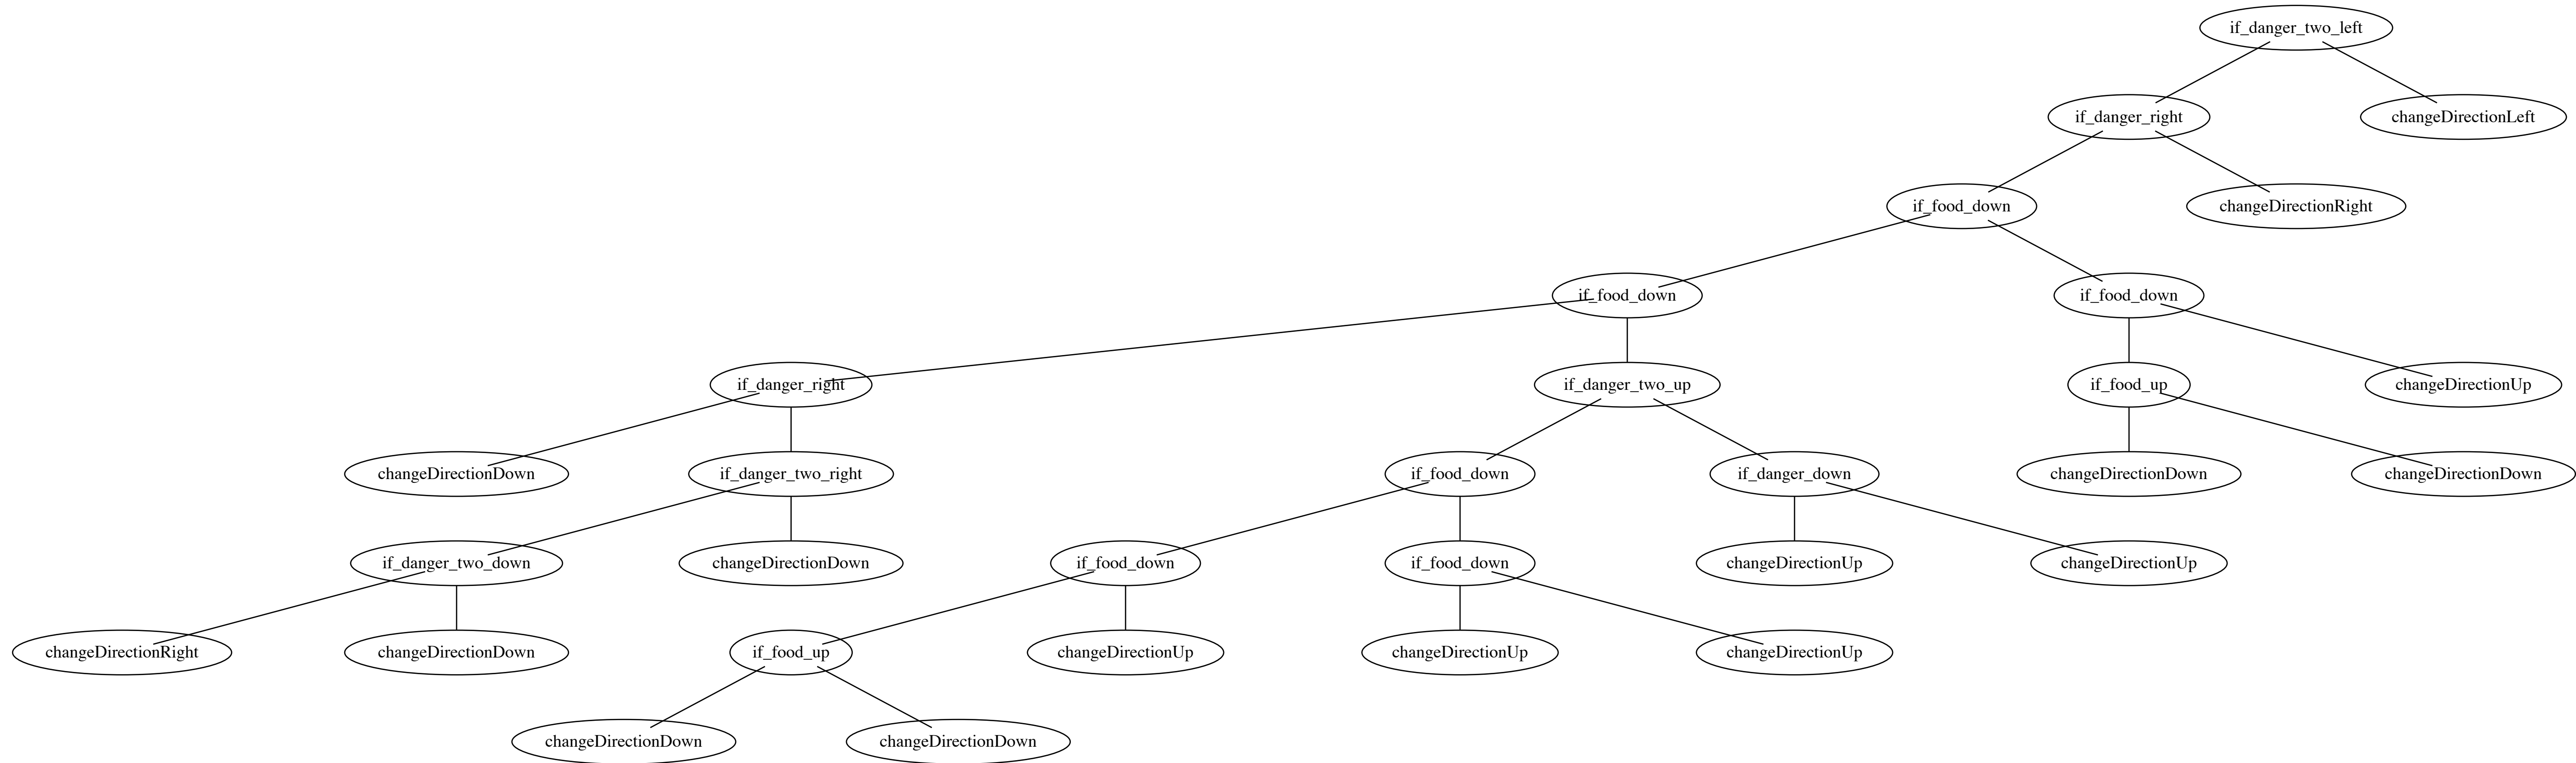 if_danger_two_left
if_danger_right
changeDirectionLeft
if_food_down
changeDirectionRight
if_food_down
if_food_down
if_danger_right
if_danger_two_up
if_food_up
changeDirectionUp
changeDirectionDown
if_danger_two_right
if_food_down
if_danger_down
changeDirectionDown
changeDirectionDown
if_danger_two_down
changeDirectionDown
if_food_down
if_food_down
changeDirectionUp
changeDirectionUp
changeDirectionRight
changeDirectionDown
if_food_up
changeDirectionUp
changeDirectionUp
changeDirectionUp
changeDirectionDown
changeDirectionDown